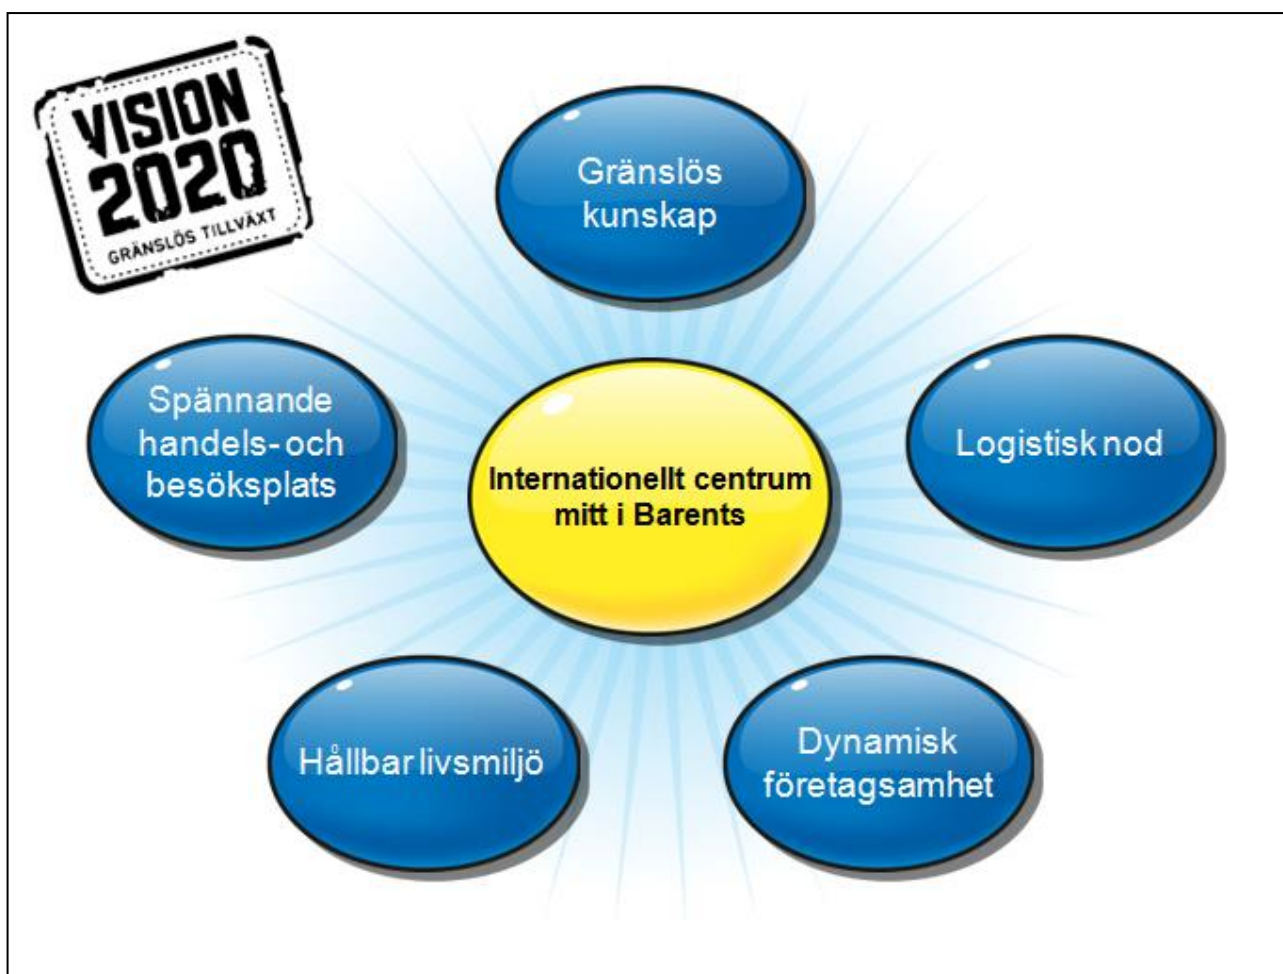 VISION
2020
GRÄNSLÖS TILLVÄXT
Gränslös
kunskap
Spännande
handels- och
besöksplats
Internationellt centrum
mitt i Barents
Logistisk nod
Hållbar livsmiljö
Dynamisk
företagsamhet